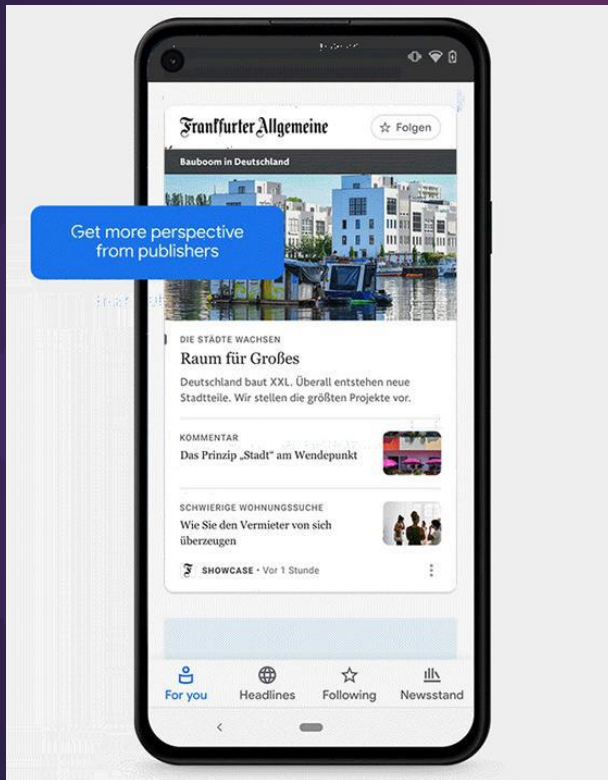 Frankfurter Allgemeine
☆ Folgen
Bauboom in Deutschland
Get more perspective
from publishers
DIE STÄDTE WACHSEN
Raum für Großes
Deutschland baut XXL. Überall entstehen neue
Stadtteile. Wir stellen die größten Projekte vor.
KOMMENTAR
Das Prinzip „Stadt“ am Wendepunkt
SCHWIERIGE WOHNUNGSSUCHE
Wie Sie den Vermieter von sich
überzeugen
F SHOWCASE • Vor 1 Stunde
For you
Headlines
Following
Newsstand